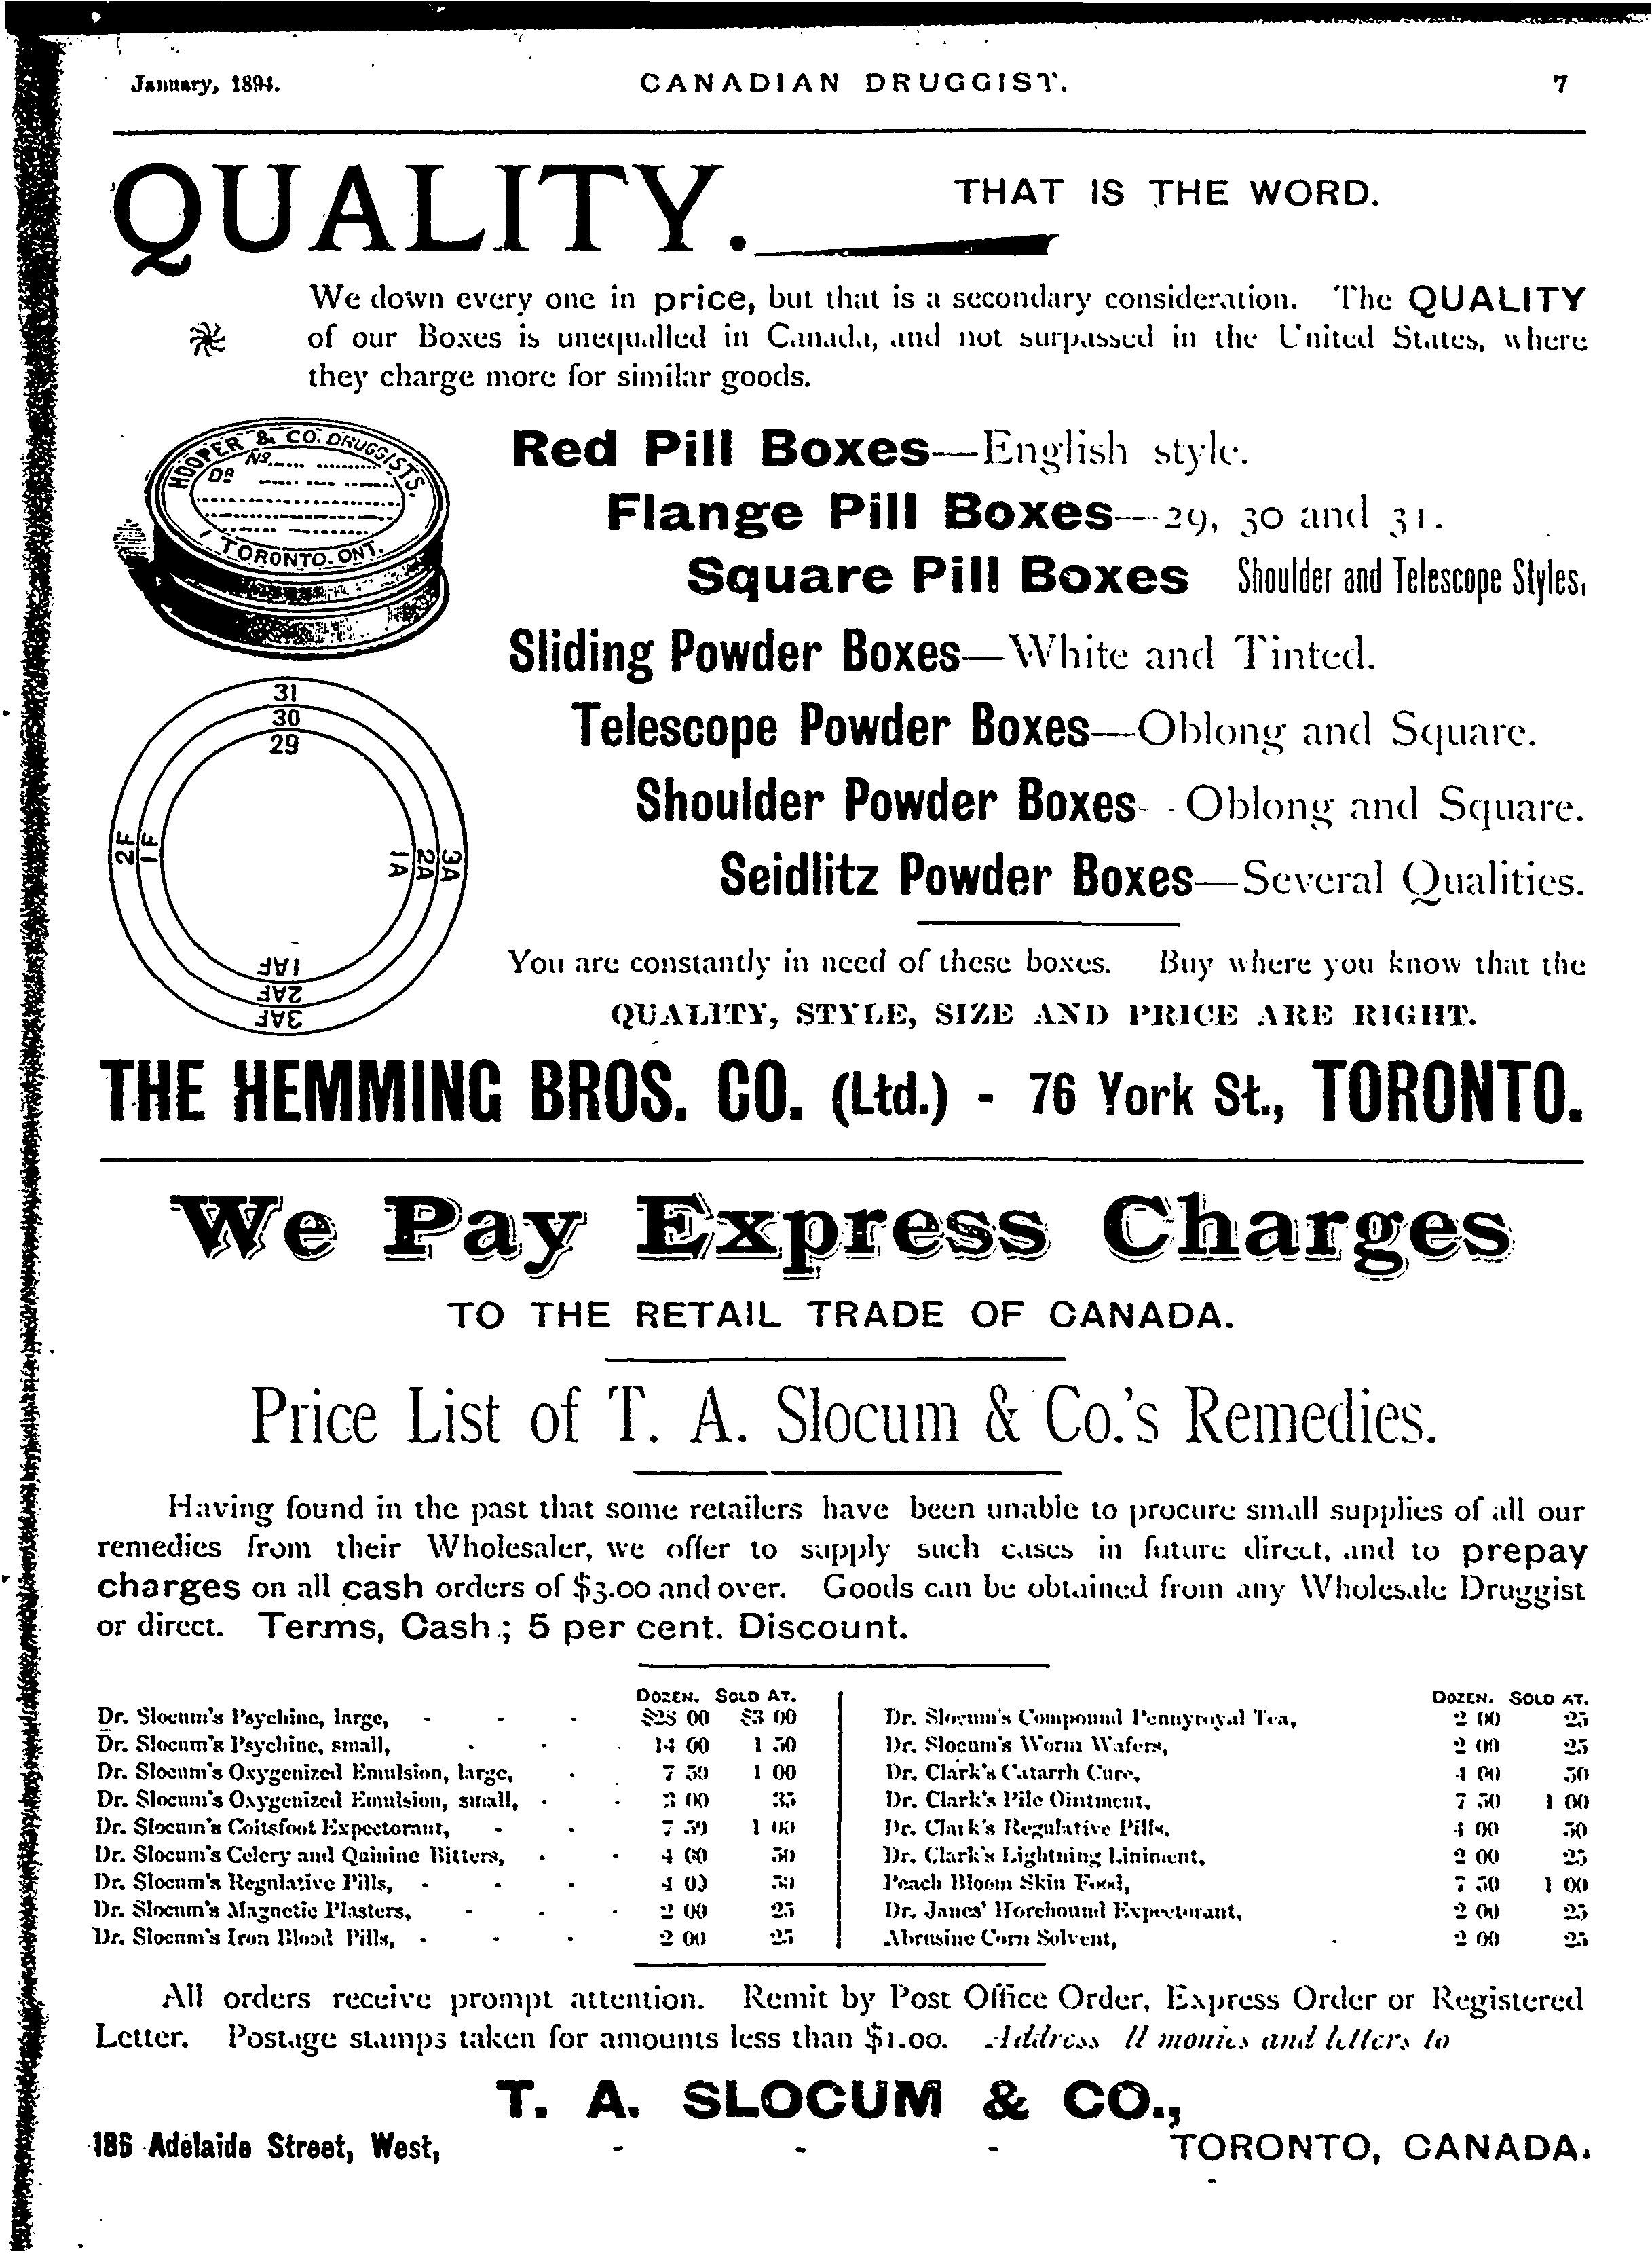 January, 1894.
CANADIAN DRUGGIST.
7
QUALITY. THAT IS THE WORD.
We down every one in price, but that is a secondary consideration. The QUALITY
of our Boxes is unequalled in Canada, and not surpassed in the United States, where
they charge more for similar goods.
HOOPER & CO. DRUGGISTS.
No
Do
TORONTO. ONT.
Red Pill Boxes—English style.
Flange Pill Boxes—29, 30 and 31.
Square Pill Boxes Shoulder and Telescope Styles,
Sliding Powder Boxes—White and Tinted.
Telescope Powder Boxes—Oblong and Square.
Shoulder Powder Boxes--Oblong and Square.
Seidlitz Powder Boxes—Several Qualities.
31
30
29
2F
1F
1A
2A
3A
1AF
2AF
3AF
You are constantly in need of these boxes. Buy where you know that the
QUALITY, STYLE, SIZE AND PRICE ARE RIGHT.
THE HEMMING BROS. CO. (Ltd.) - 76 York St., TORONTO.
We Pay Express Charges
TO THE RETAIL TRADE OF CANADA.
Price List of T. A. Slocum & Co.'s Remedies.
Having found in the past that some retailers have been unable to procure small supplies of all our
remedies from their Wholesaler, we offer to supply such cases in future direct, and to prepay
charges on all cash orders of $3.00 and over. Goods can be obtained from any Wholesale Druggist
or direct. Terms, Cash; 5 per cent. Discount.
DOZEN. SOLD AT.
Dr. Slocum's Psychine, large, - - - $28 00 $3 00
Dr. Slocum's Psychine, small, - - - 14 00 1 50
Dr. Slocum's Oxygenized Emulsion, large, - - 7 50 1 00
Dr. Slocum's Oxygenized Emulsion, small, - - 3 00 35
Dr. Slocum's Coltsfoot Expectorant, - - 7 50 1 00
Dr. Slocum's Celery and Quinine Bitters, - - 4 00 50
Dr. Slocum's Regulative Pills, - - - 4 00 50
Dr. Slocum's Magnetic Plasters, - - - 2 00 25
Dr. Slocum's Iron Blood Pills, - - - 2 00 25
DOZEN. SOLD AT.
Dr. Slocum's Compound Pennyroyal Tea, 2 00 25
Dr. Slocum's Worm Wafers, 2 00 25
Dr. Clark's Catarrh Cure, 4 00 50
Dr. Clark's Pile Ointment, 7 50 1 00
Dr. Clark's Regulative Pills, 4 00 50
Dr. Clark's Lightning Liniment, 2 00 25
Peach Bloom Skin Food, 7 50 1 00
Dr. Janes' Horehound Expectorant, 2 00 25
Abrasine Corn Solvent, - 2 00 25
All orders receive prompt attention. Remit by Post Office Order, Express Order or Registered
Letter. Postage stamps taken for amounts less than $1.00. Address ll monies and letters to
T. A. SLOCUM & CO.,
186 Adelaide Street, West, - - - TORONTO, CANADA.